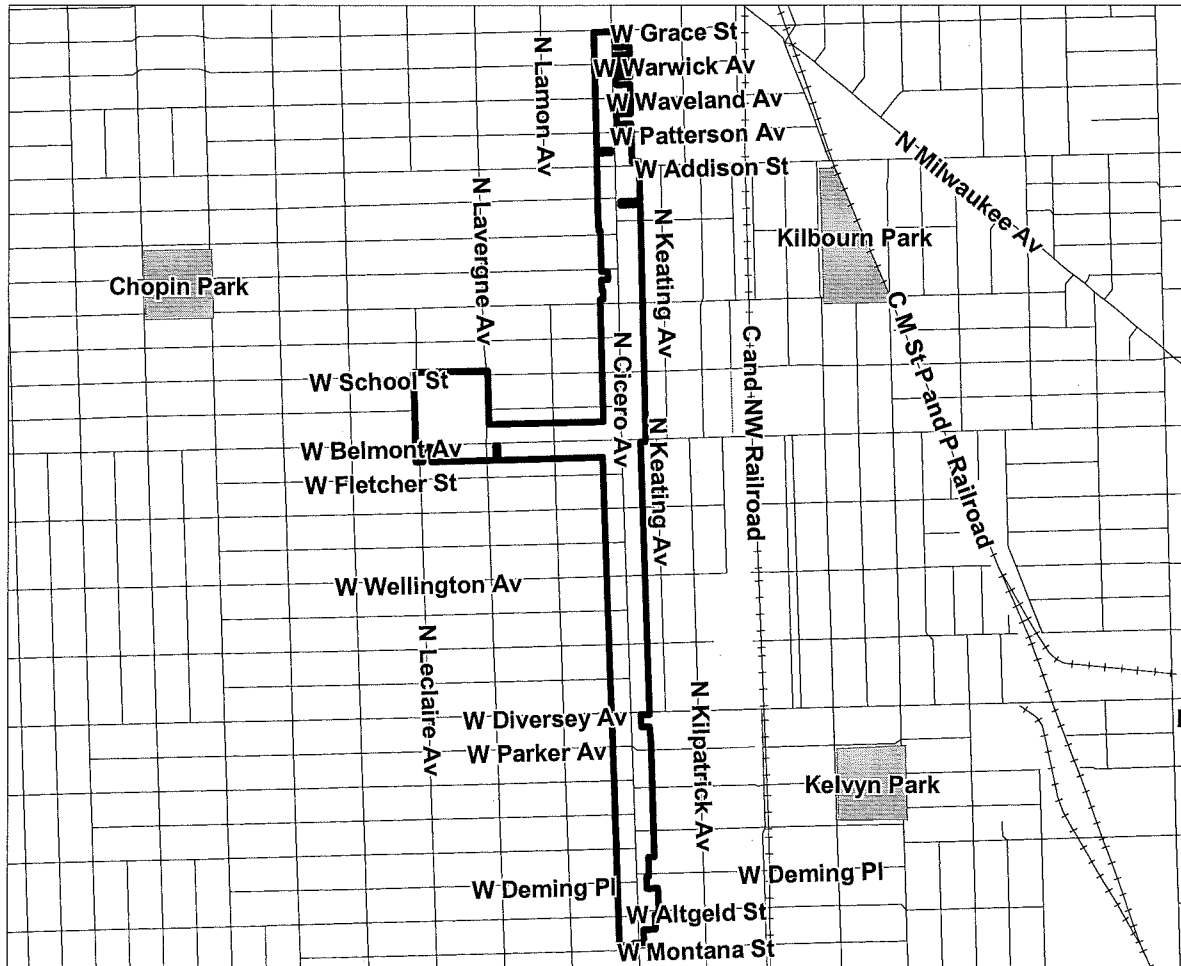 W Grace St
N Lamon Av
W Warwick Av
W Waveland Av
W Patterson Av
N Milwaukee Av
W Addison St
N Lavergne Av
N Keating Av
Kilbourn Park
Chopin Park
C M St P and P Railroad
C and NW Railroad
N Cicero Av
W School St
N Keating Av
W Belmont Av
W Fletcher St
W Wellington Av
N Leclaire Av
N Kilpatrick Av
W Diversey Av
W Parker Av
Kelvyn Park
W Deming Pl
W Deming Pl
W Altgeld St
W Montana St